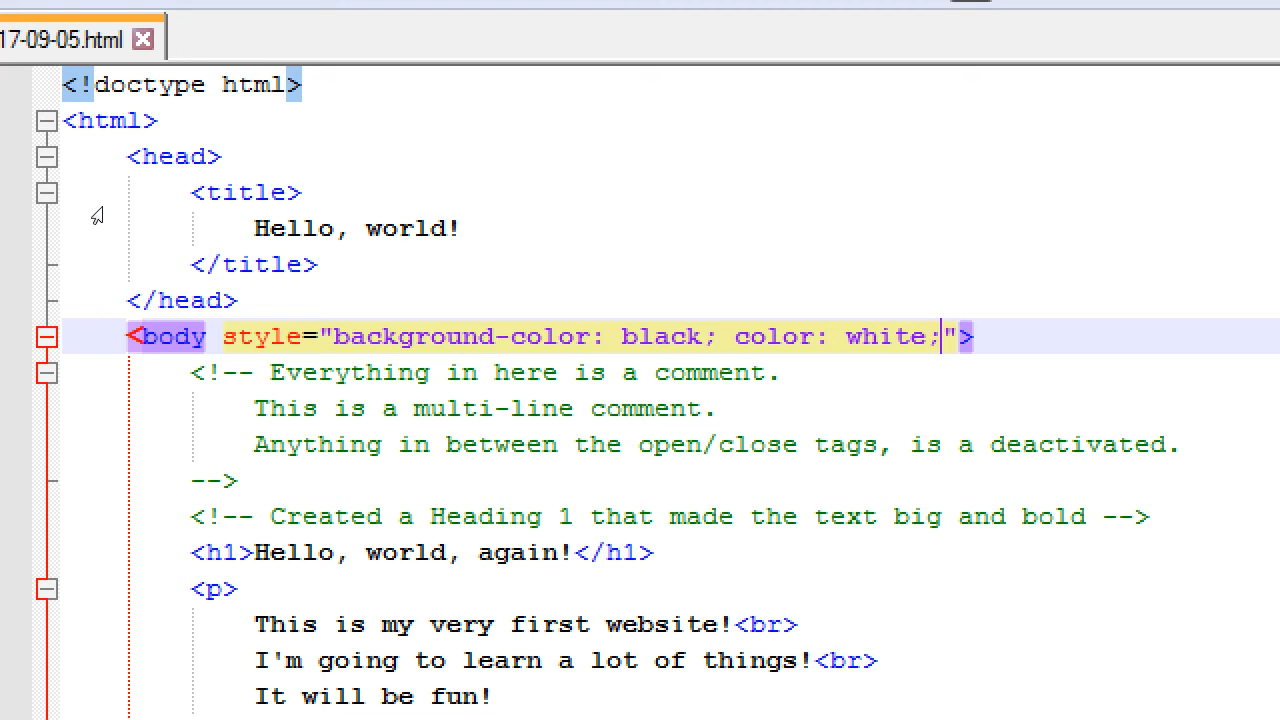 17-09-05.html
<!doctype html>
<html>
<head>
<title>
Hello, world!
</title>
</head>
<body style="background-color: black; color: white;">
<!-- Everything in here is a comment.
This is a multi-line comment.
Anything in between the open/close tags, is a deactivated.
-->
<!-- Created a Heading 1 that made the text big and bold -->
<h1>Hello, world, again!</h1>
<p>
This is my very first website!<br>
I'm going to learn a lot of things!<br>
It will be fun!